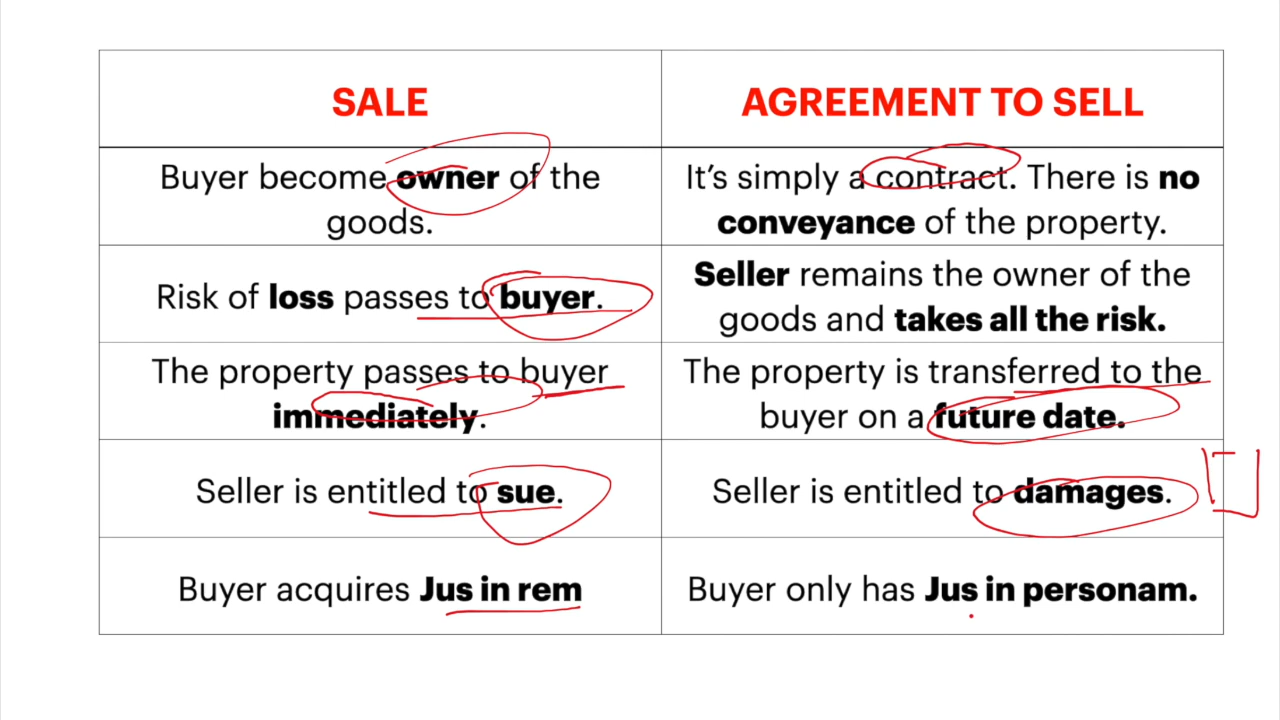 SALE
AGREEMENT TO SELL
Buyer become owner of the
goods.
It's simply a contract. There is no
conveyance of the property.
Risk of loss passes to buyer.
Seller remains the owner of the
goods and takes all the risk.
The property passes to buyer
immediately.
The property is transferred to the
buyer on a future date.
Seller is entitled to sue.
Seller is entitled to damages.
Buyer acquires Jus in rem
Buyer only has Jus in personam.